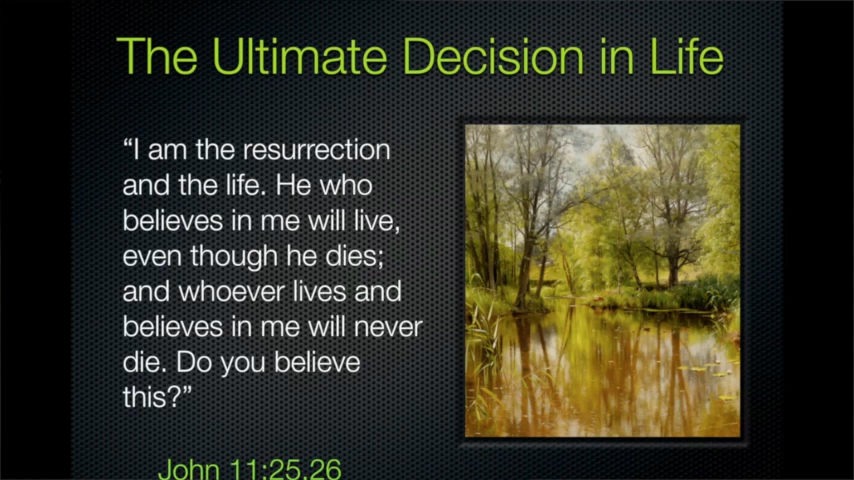 The Ultimate Decision in Life
“I am the resurrection
and the life. He who
believes in me will live,
even though he dies;
and whoever lives and
believes in me will never
die. Do you believe
this?”
John 11:25,26